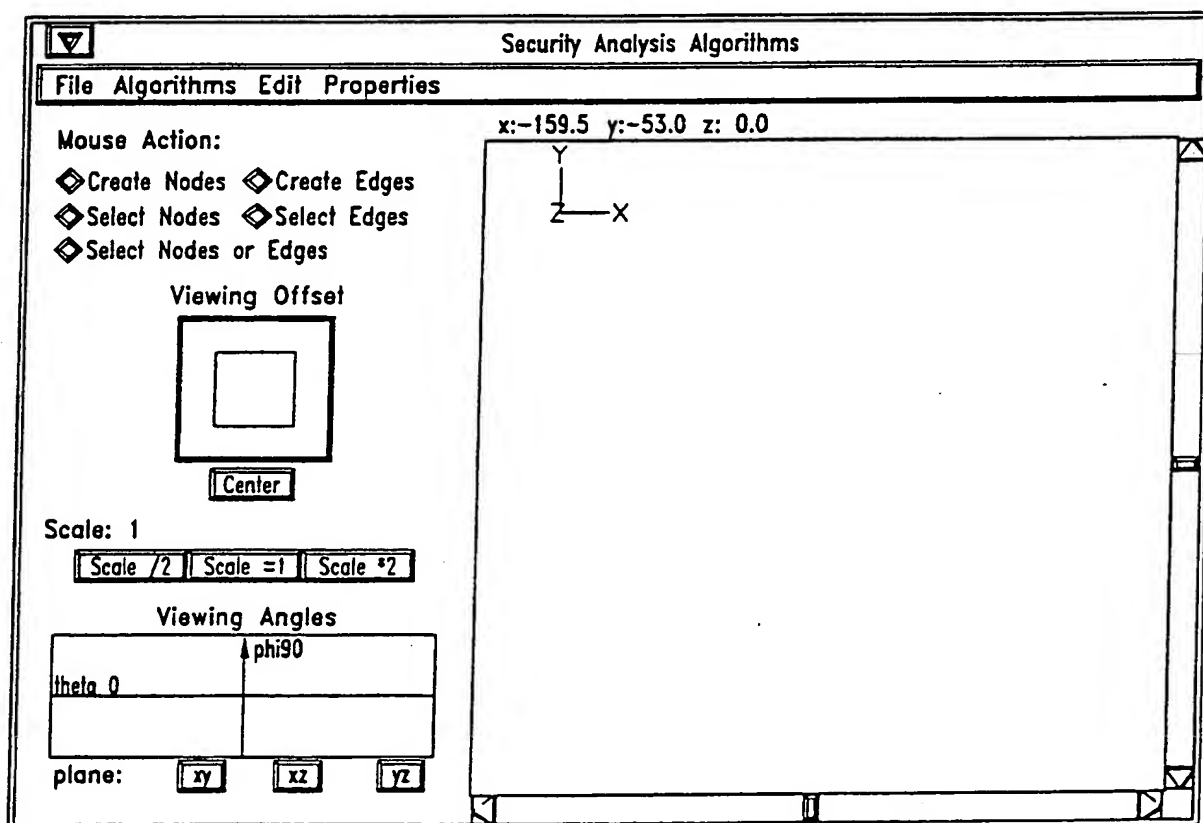 Security Analysis Algorithms
File Algorithms Edit Properties
x:-159.5 y:-53.0 z: 0.0
Mouse Action:
Create Nodes Create Edges
Select Nodes Select Edges
Select Nodes or Edges
Y
Z X
Viewing Offset
Center
Scale: 1
Scale /2 Scale =1 Scale *2
Viewing Angles
phi90
theta 0
plane: xy xz yz